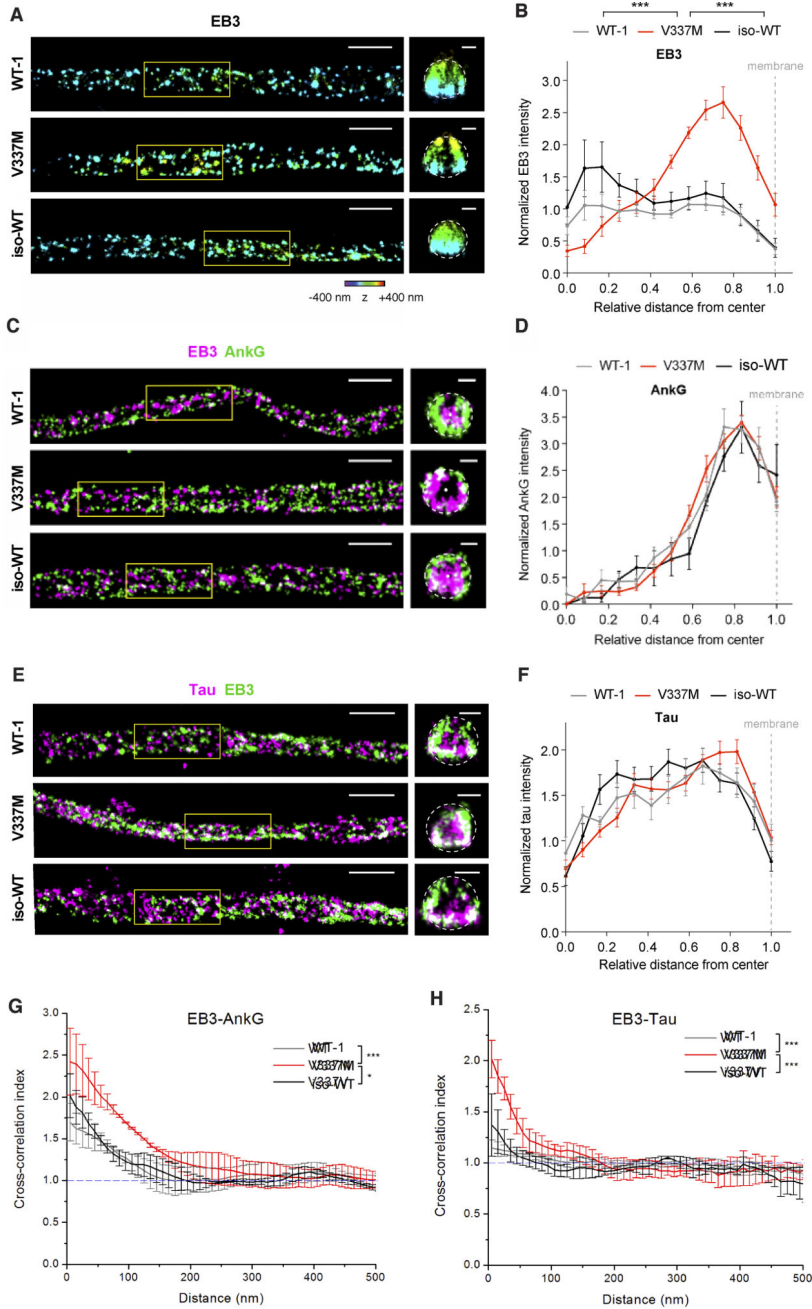 A
EB3
WT-1
V337M
iso-WT
-400 nm z +400 nm
B
*** ***
WT-1 V337M iso-WT
EB3
membrane
Normalized EB3 intensity
3.0
2.5
2.0
1.5
1.0
0.5
0.0
0.0 0.2 0.4 0.6 0.8 1.0
Relative distance from center
C
EB3 AnkG
WT-1
V337M
iso-WT
D
WT-1 V337M iso-WT
AnkG
membrane
Normalized AnkG intensity
4.0
3.5
3.0
2.5
2.0
1.5
1.0
0.5
0.0
0.0 0.2 0.4 0.6 0.8 1.0
Relative distance from center
E
Tau EB3
WT-1
V337M
iso-WT
F
WT-1 V337M iso-WT
Tau
membrane
Normalized tau intensity
2.0
1.5
1.0
0.5
0.0
0.0 0.2 0.4 0.6 0.8 1.0
Relative distance from center
G
EB3-AnkG
***
*
Cross-correlation index
3.0
2.5
2.0
1.5
1.0
0.5
0.0
0 100 200 300 400 500
Distance (nm)
H
EB3-Tau
***
***
Cross-correlation index
2.5
2.0
1.5
1.0
0.5
0.0
0 100 200 300 400 500
Distance (nm)